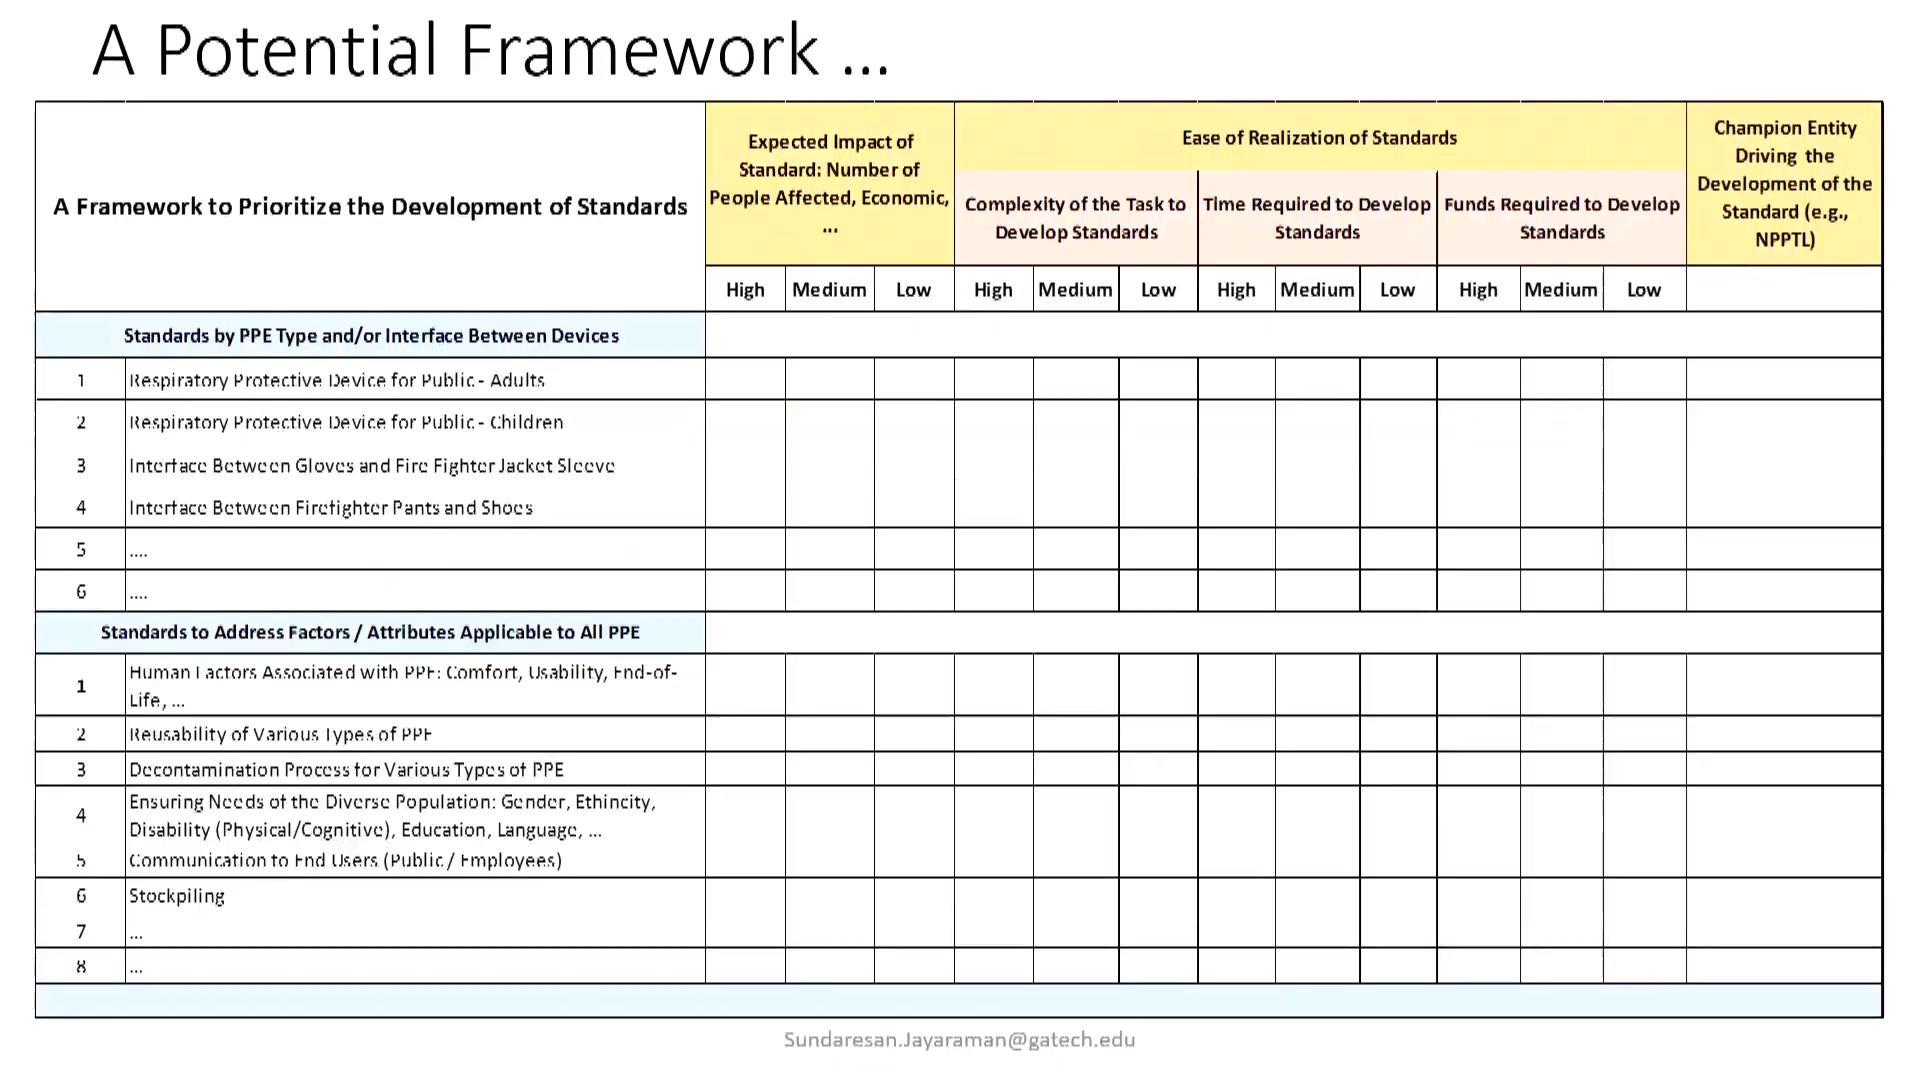 A Potential Framework ...
A Framework to Prioritize the Development of Standards
Expected Impact of
Standard: Number of
People Affected, Economic,
...
Ease of Realization of Standards
Complexity of the Task to
Develop Standards
Time Required to Develop
Standards
Funds Required to Develop
Standards
Champion Entity
Driving the
Development of the
Standard (e.g.,
NPPTL)
High Medium Low High Medium Low High Medium Low High Medium Low
Standards by PPE Type and/or Interface Between Devices
1 Respiratory Protective Device for Public - Adults
2 Respiratory Protective Device for Public - Children
3 Interface Between Gloves and Fire Fighter Jacket Sleeve
4 Interface Between Firefighter Pants and Shoes
5 ....
6 ....
Standards to Address Factors / Attributes Applicable to All PPE
1 Human Factors Associated with PPE: Comfort, Usability, End-of-
Life, ...
2 Reusability of Various Types of PPE
3 Decontamination Process for Various Types of PPE
4 Ensuring Needs of the Diverse Population: Gender, Ethincity,
Disability (Physical/Cognitive), Education, Language, ...
5 Communication to End Users (Public / Employees)
6 Stockpiling
7 ...
8 ...
Sundaresan.Jayaraman@gatech.edu